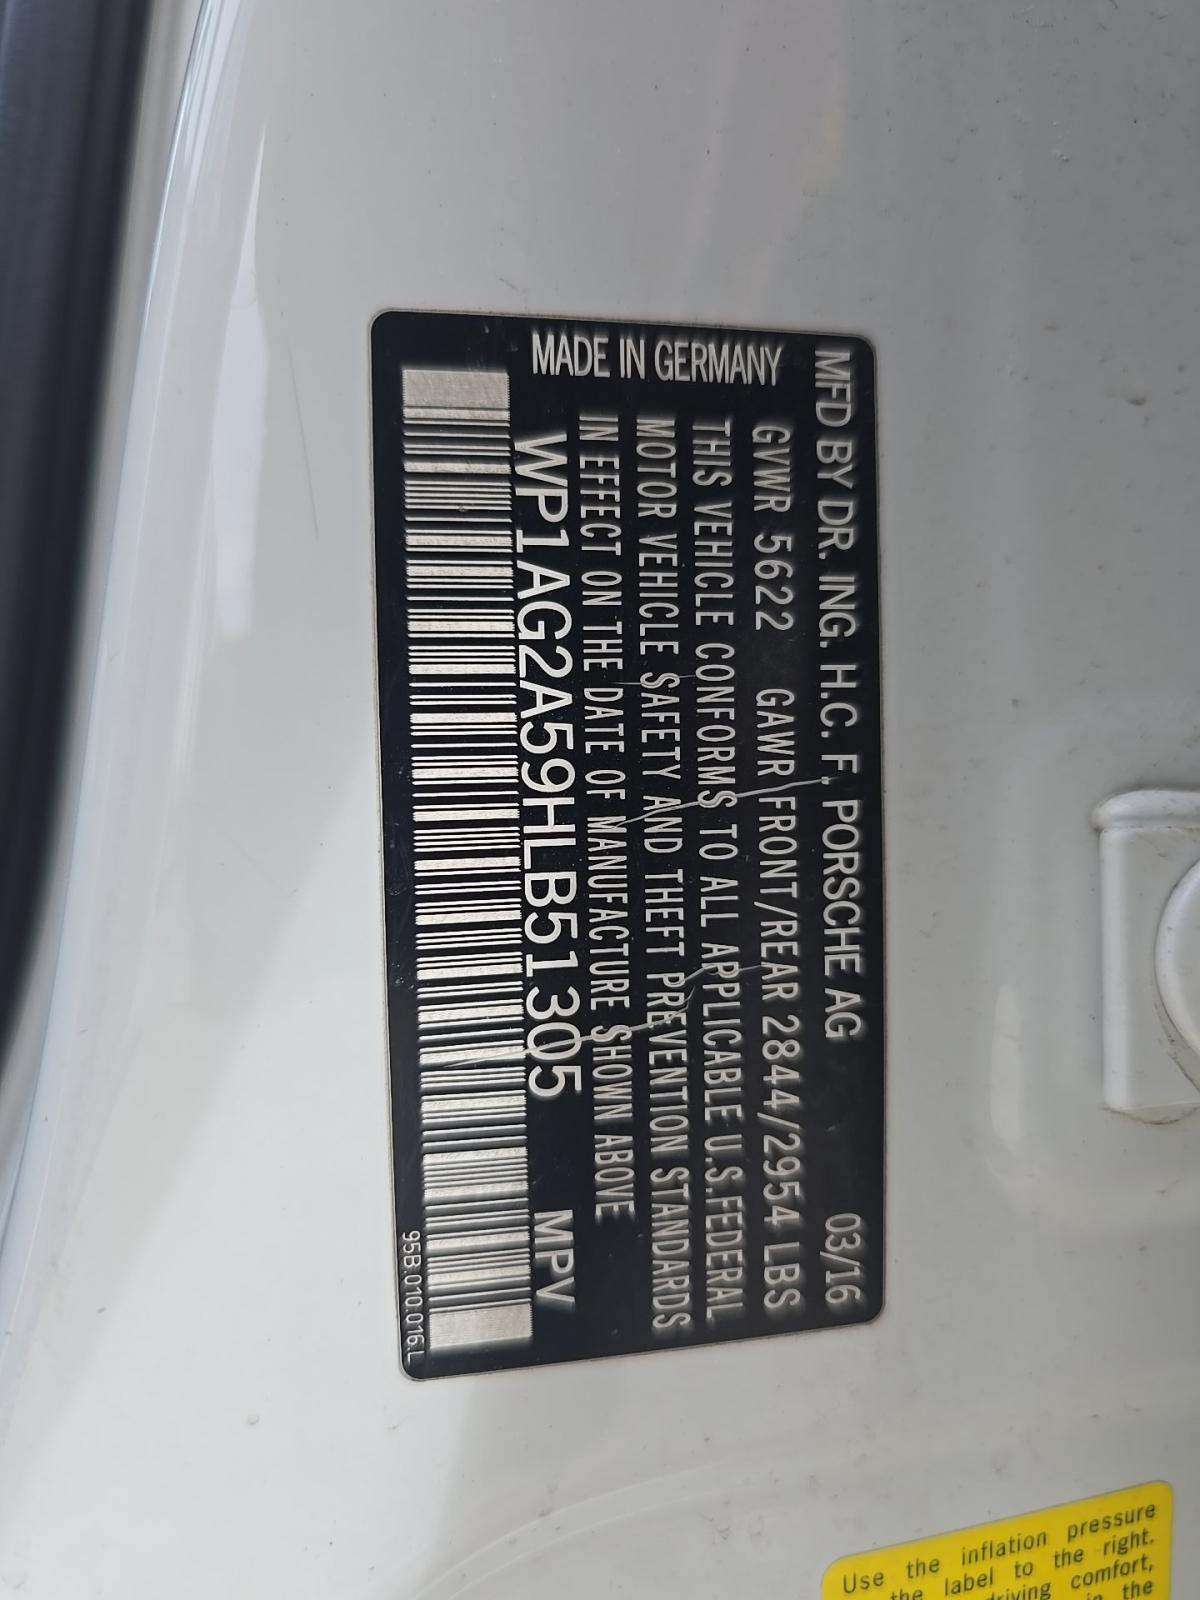 MFD BY DR. ING. H.C. F. PORSCHE AG 03/16
GVWR 5622 GAWR FRONT/REAR 2844/2954 LBS
THIS VEHICLE CONFORMS TO ALL APPLICABLE U.S.FEDERAL
MOTOR VEHICLE SAFETY AND THEFT PREVENTION STANDARDS
IN EFFECT ON THE DATE OF MANUFACTURE SHOWN ABOVE
MADE IN GERMANY
WP1AG2A59HLB51305 MPV
95B.010.016.L
Use the inflation pressure
the label to the right.
driving comfort,
in the